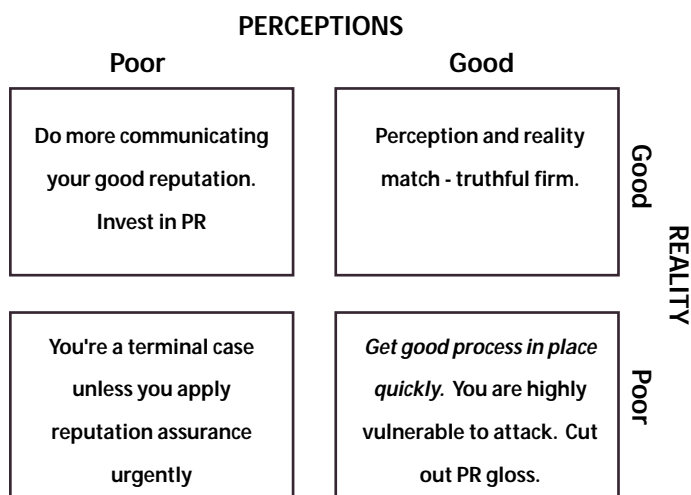 PERCEPTIONS
Poor
Good
Do more communicating
your good reputation.
Invest in PR
Perception and reality
match - truthful firm.
Good
REALITY
You're a terminal case
unless you apply
reputation assurance
urgently
Get good process in place
quickly. You are highly
vulnerable to attack. Cut
out PR gloss.
Poor